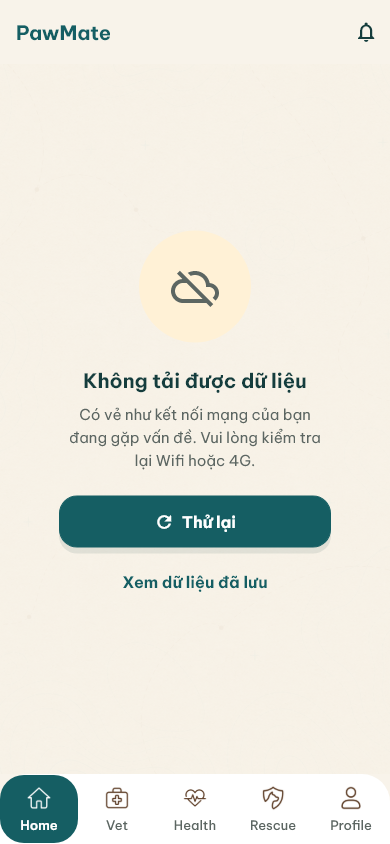 PawMate
Không tải được dữ liệu
Có vẻ như kết nối mạng của bạn
đang gặp vấn đề. Vui lòng kiểm tra
lại Wifi hoặc 4G.
Thử lại
Xem dữ liệu đã lưu
Home
Vet
Health
Rescue
Profile